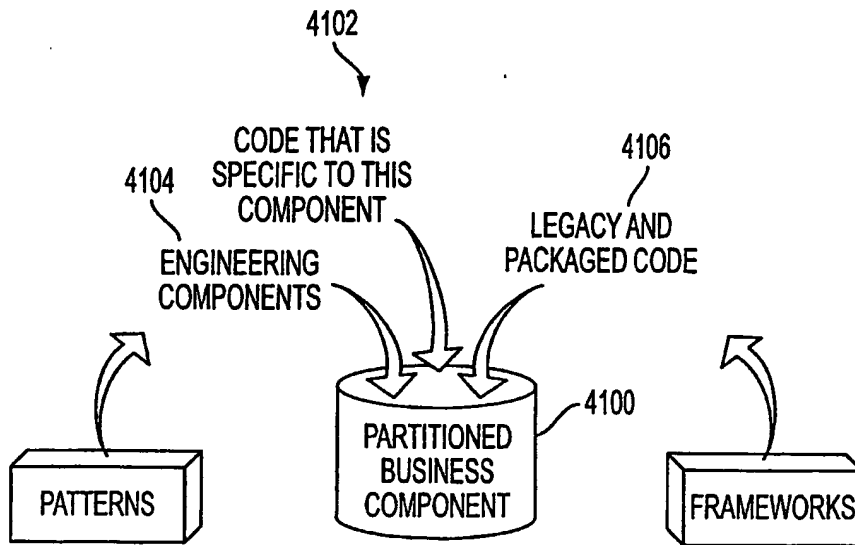 4102
CODE THAT IS
SPECIFIC TO THIS
COMPONENT
4104
ENGINEERING
COMPONENTS
4106
LEGACY AND
PACKAGED CODE
4100
PARTITIONED
BUSINESS
COMPONENT
PATTERNS
FRAMEWORKS